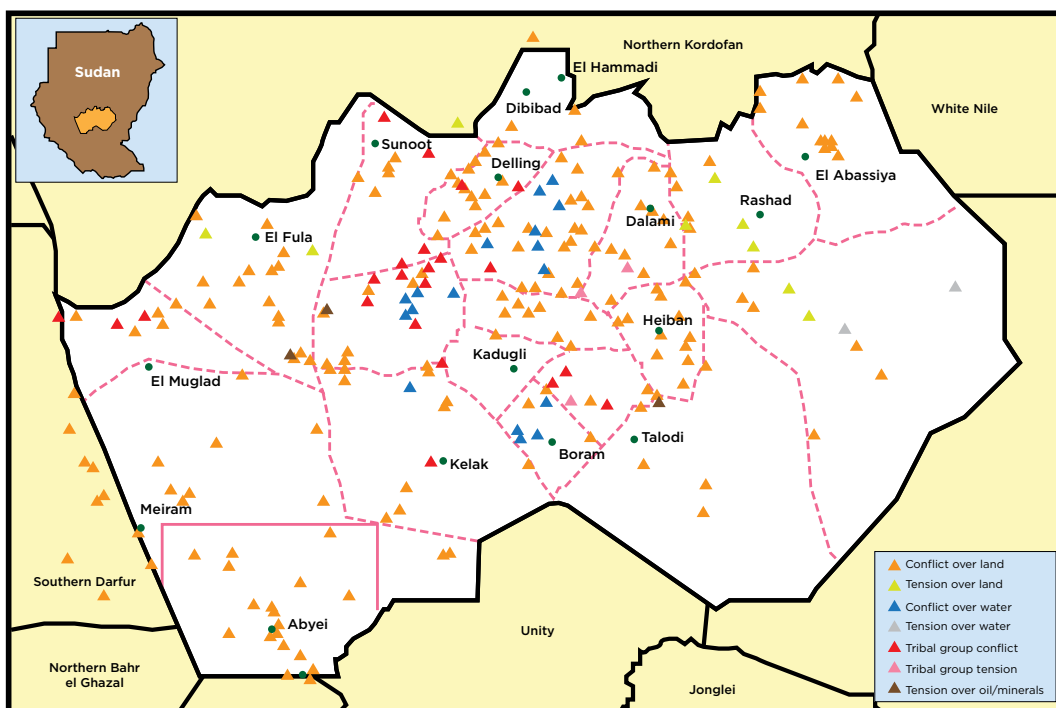 Sudan
Northern Kordofan
El Hammadi
Dibibad
White Nile
Sunoot
Delling
El Abassiya
Rashad
Dalami
El Fula
Heiban
Kadugli
El Muglad
Talodi
Boram
Kelak
Meiram
Southern Darfur
Abyei
Unity
Northern Bahr
el Ghazal
Jonglei
Conflict over land
Tension over land
Conflict over water
Tension over water
Tribal group conflict
Tribal group tension
Tension over oil/minerals